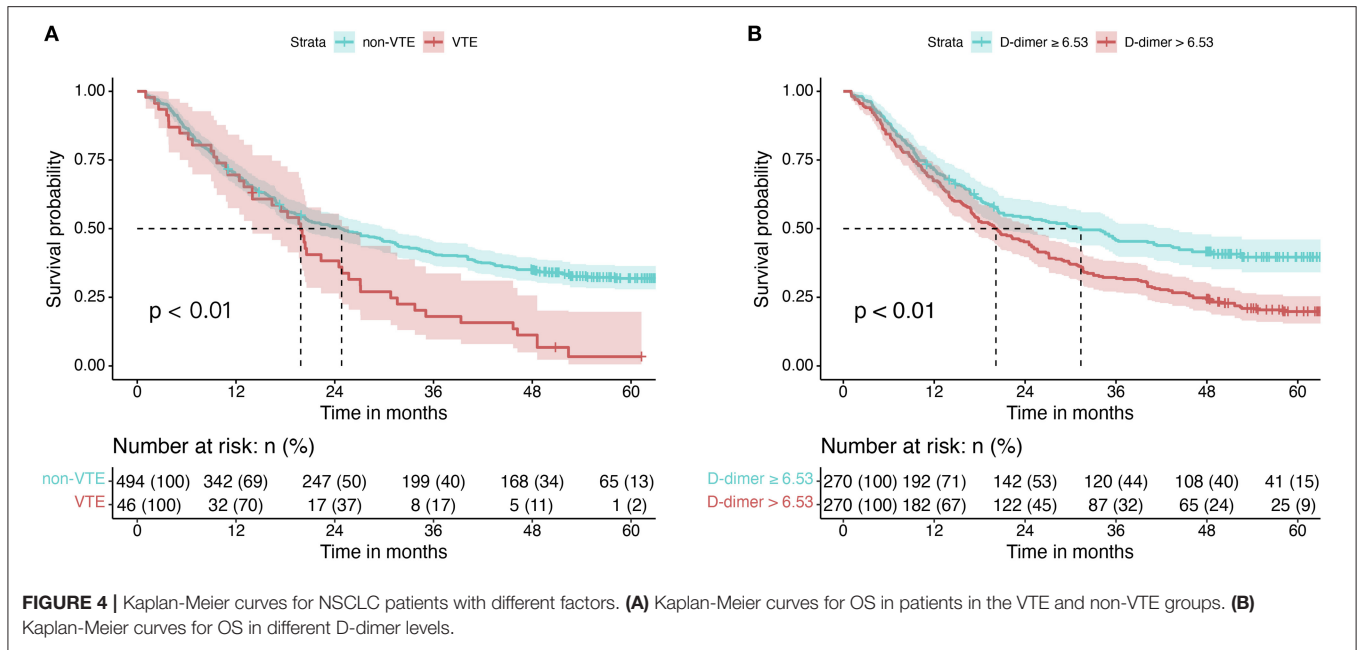 A
Strata non-VTE VTE
1.00
0.75
0.50
0.25
0.00
Survival probability
p < 0.01
0 12 24 36 48 60
Time in months
Number at risk: n (%)
non-VTE 494 (100) 342 (69) 247 (50) 199 (40) 168 (34) 65 (13)
VTE 46 (100) 32 (70) 17 (37) 8 (17) 5 (11) 1 (2)
0 12 24 36 48 60
Time in months
B
Strata D-dimer ≥ 6.53 D-dimer > 6.53
1.00
0.75
0.50
0.25
0.00
Survival probability
p < 0.01
0 12 24 36 48 60
Time in months
Number at risk: n (%)
D-dimer ≥ 6.53 270 (100) 192 (71) 142 (53) 120 (44) 108 (40) 41 (15)
D-dimer > 6.53 270 (100) 182 (67) 122 (45) 87 (32) 65 (24) 25 (9)
0 12 24 36 48 60
Time in months
FIGURE 4 | Kaplan-Meier curves for NSCLC patients with different factors. (A) Kaplan-Meier curves for OS in patients in the VTE and non-VTE groups. (B)
Kaplan-Meier curves for OS in different D-dimer levels.